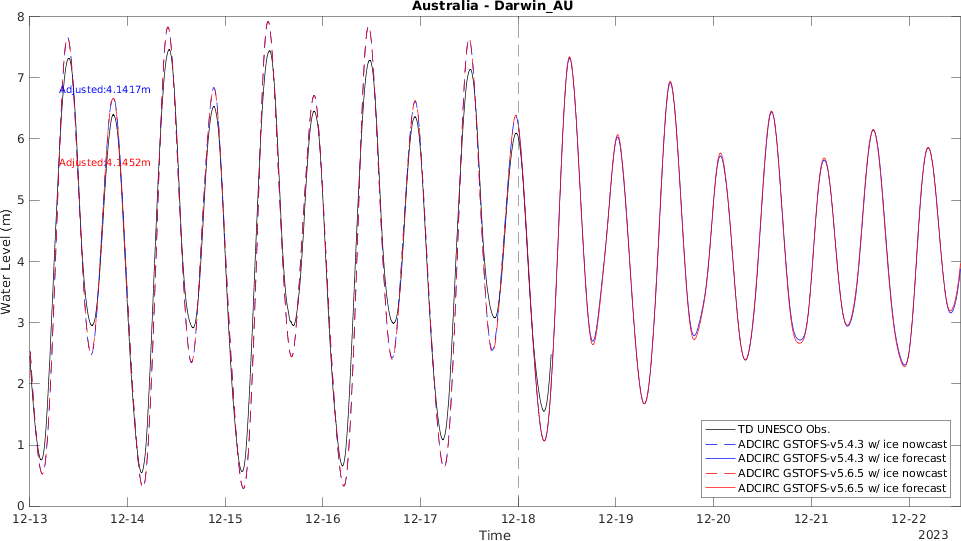 Australia - Darwin_AU
8
7
6
5
4
3
2
1
0
Water Level (m)
Adjusted:4.1417m
Adjusted:4.1452m
TD UNESCO Obs.
ADCIRC GSTOFS-v5.4.3 w/ ice nowcast
ADCIRC GSTOFS-v5.4.3 w/ ice forecast
ADCIRC GSTOFS-v5.6.5 w/ ice nowcast
ADCIRC GSTOFS-v5.6.5 w/ ice forecast
12-13 12-14 12-15 12-16 12-17 12-18 12-19 12-20 12-21 12-22
Time
2023